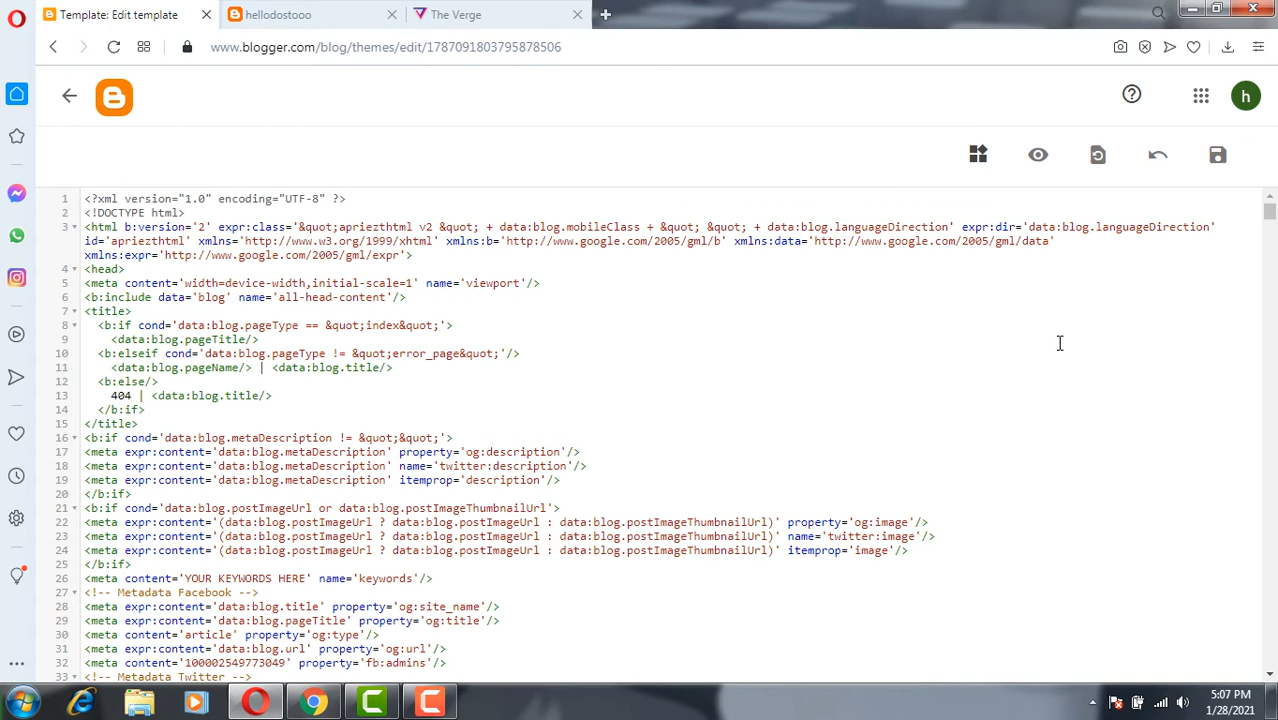 Template: Edit template
hellodostooo
The Verge
www.blogger.com/blog/themes/edit/1787091803795878506
h
1 <?xml version="1.0" encoding="UTF-8" ?>
2 <!DOCTYPE html>
3 <html b:version='2' expr:class='&quot;apriezthtml v2 &quot; + data:blog.mobileClass + &quot; &quot; + data:blog.languageDirection' expr:dir='data:blog.languageDirection'
id='apriezthtml' xmlns='http://www.w3.org/1999/xhtml' xmlns:b='http://www.google.com/2005/gml/b' xmlns:data='http://www.google.com/2005/gml/data'
xmlns:expr='http://www.google.com/2005/gml/expr'>
4 <head>
5 <meta content='width=device-width,initial-scale=1' name='viewport'/>
6 <b:include data='blog' name='all-head-content'/>
7 <title>
8 <b:if cond='data:blog.pageType == &quot;index&quot;'>
9 <data:blog.pageTitle/>
10 <b:elseif cond='data:blog.pageType != &quot;error_page&quot;'/>
11 <data:blog.pageName/> | <data:blog.title/>
12 <b:else/>
13 404 | <data:blog.title/>
14 </b:if>
15 </title>
16 <b:if cond='data:blog.metaDescription != &quot;&quot;'>
17 <meta expr:content='data:blog.metaDescription' property='og:description'/>
18 <meta expr:content='data:blog.metaDescription' name='twitter:description'/>
19 <meta expr:content='data:blog.metaDescription' itemprop='description'/>
20 </b:if>
21 <b:if cond='data:blog.postImageUrl or data:blog.postImageThumbnailUrl'>
22 <meta expr:content='(data:blog.postImageUrl ? data:blog.postImageUrl : data:blog.postImageThumbnailUrl)' property='og:image'/>
23 <meta expr:content='(data:blog.postImageUrl ? data:blog.postImageUrl : data:blog.postImageThumbnailUrl)' name='twitter:image'/>
24 <meta expr:content='(data:blog.postImageUrl ? data:blog.postImageUrl : data:blog.postImageThumbnailUrl)' itemprop='image'/>
25 </b:if>
26 <meta content='YOUR KEYWORDS HERE' name='keywords'/>
27 <!-- Metadata Facebook -->
28 <meta expr:content='data:blog.title' property='og:site_name'/>
29 <meta expr:content='data:blog.pageTitle' property='og:title'/>
30 <meta content='article' property='og:type'/>
31 <meta expr:content='data:blog.url' property='og:url'/>
32 <meta content='100002549773049' property='fb:admins'/>
33 <!-- Metadata Twitter -->
5:07 PM
1/28/2021